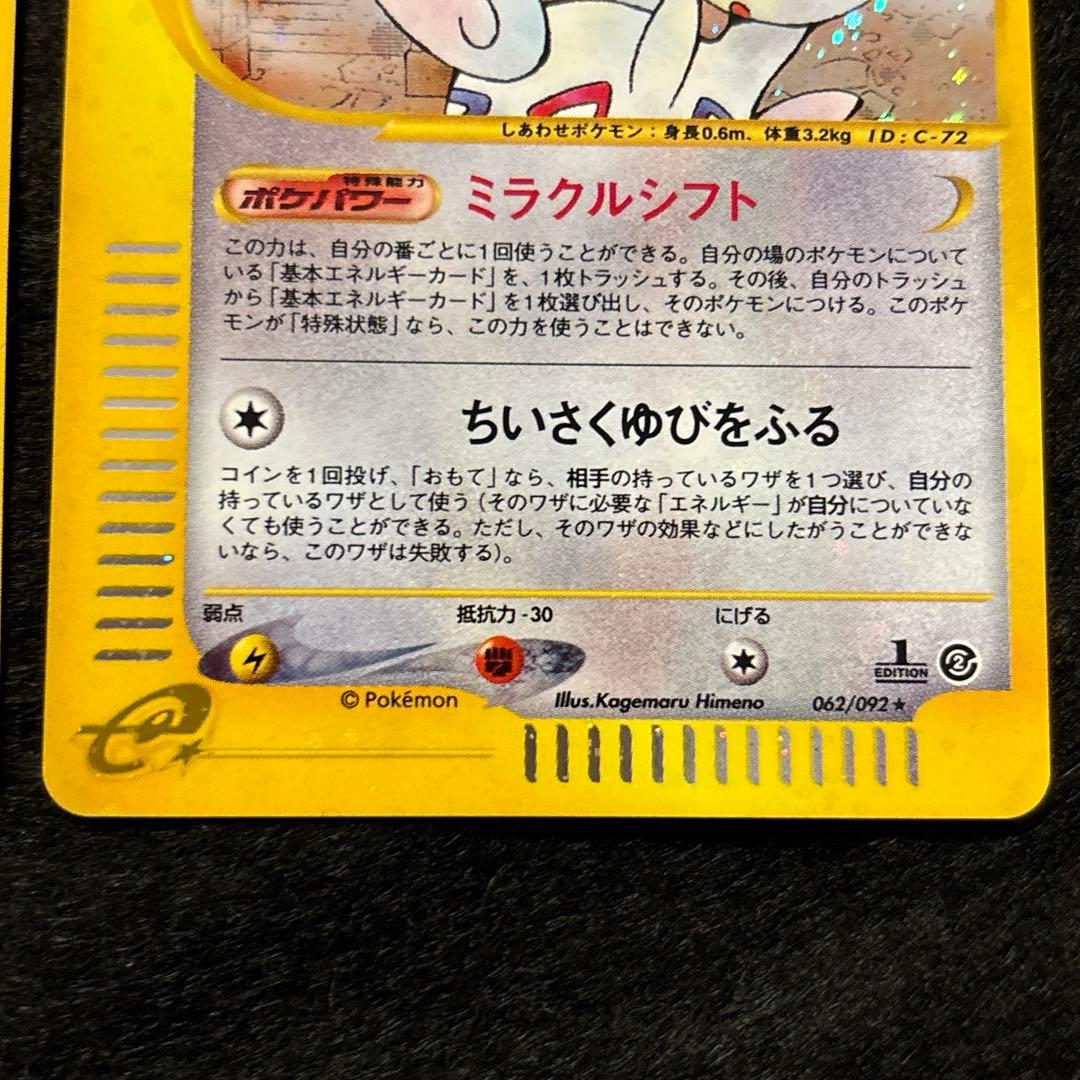 しあわせポケモン：身長0.6m、体重3.2kg ID:C-72
特殊能力
ポケパワー ミラクルシフト
この力は、自分の番ごとに1回使うことができる。自分の場のポケモンについて
いる「基本エネルギーカード」を、1枚トラッシュする。その後、自分のトラッシュ
から「基本エネルギーカード」を1枚選び出し、そのポケモンにつける。このポケ
モンが「特殊状態」なら、この力を使うことはできない。
ちいさくゆびをふる
コインを1回投げ、「おもて」なら、相手の持っているワザを1つ選び、自分の
持っているワザとして使う（そのワザに必要な「エネルギー」が自分についていな
くても使うことができる。ただし、そのワザの効果などにしたがうことができな
いなら、このワザは失敗する）。
弱点 抵抗力 -30 にげる
1 EDITION 2
© Pokémon Illus.Kagemaru Himeno 062/092★
e